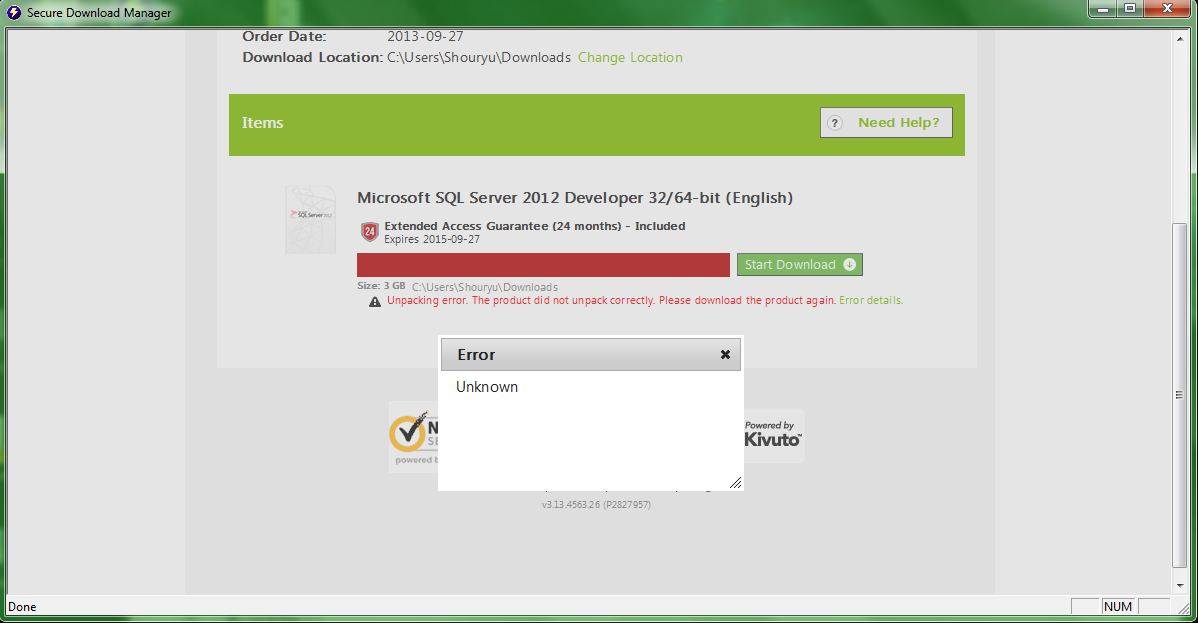 Secure Download Manager
Order Date: 2013-09-27
Download Location: C:\Users\Shouryu\Downloads Change Location
Items
? Need Help?
SQL Server 2012
Microsoft SQL Server 2012 Developer 32/64-bit (English)
24
Extended Access Guarantee (24 months) - Included
Expires 2015-09-27
Start Download
Size: 3 GB C:\Users\Shouryu\Downloads
Unpacking error. The product did not unpack correctly. Please download the product again. Error details.
Error
Unknown
powered
Powered by
Kivuto™
v3.13.4563.26 (P2827957)
Done
NUM